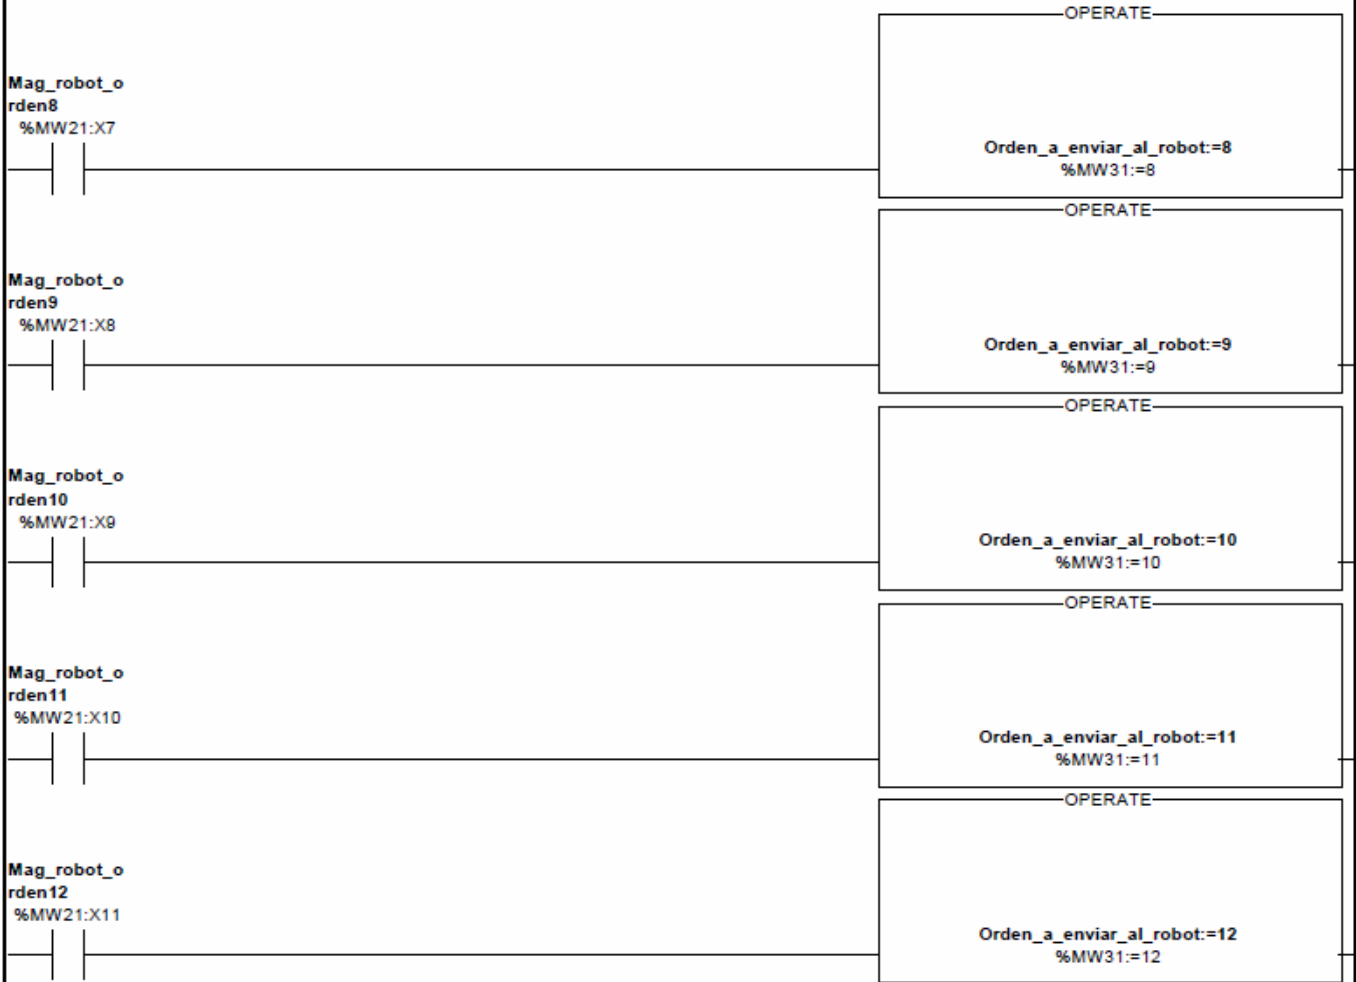 OPERATE
Mag_robot_o
rden8
%MW21:X7
Orden_a_enviar_al_robot:=8
%MW31:=8
OPERATE
Mag_robot_o
rden9
%MW21:X8
Orden_a_enviar_al_robot:=9
%MW31:=9
OPERATE
Mag_robot_o
rden10
%MW21:X9
Orden_a_enviar_al_robot:=10
%MW31:=10
OPERATE
Mag_robot_o
rden11
%MW21:X10
Orden_a_enviar_al_robot:=11
%MW31:=11
OPERATE
Mag_robot_o
rden12
%MW21:X11
Orden_a_enviar_al_robot:=12
%MW31:=12